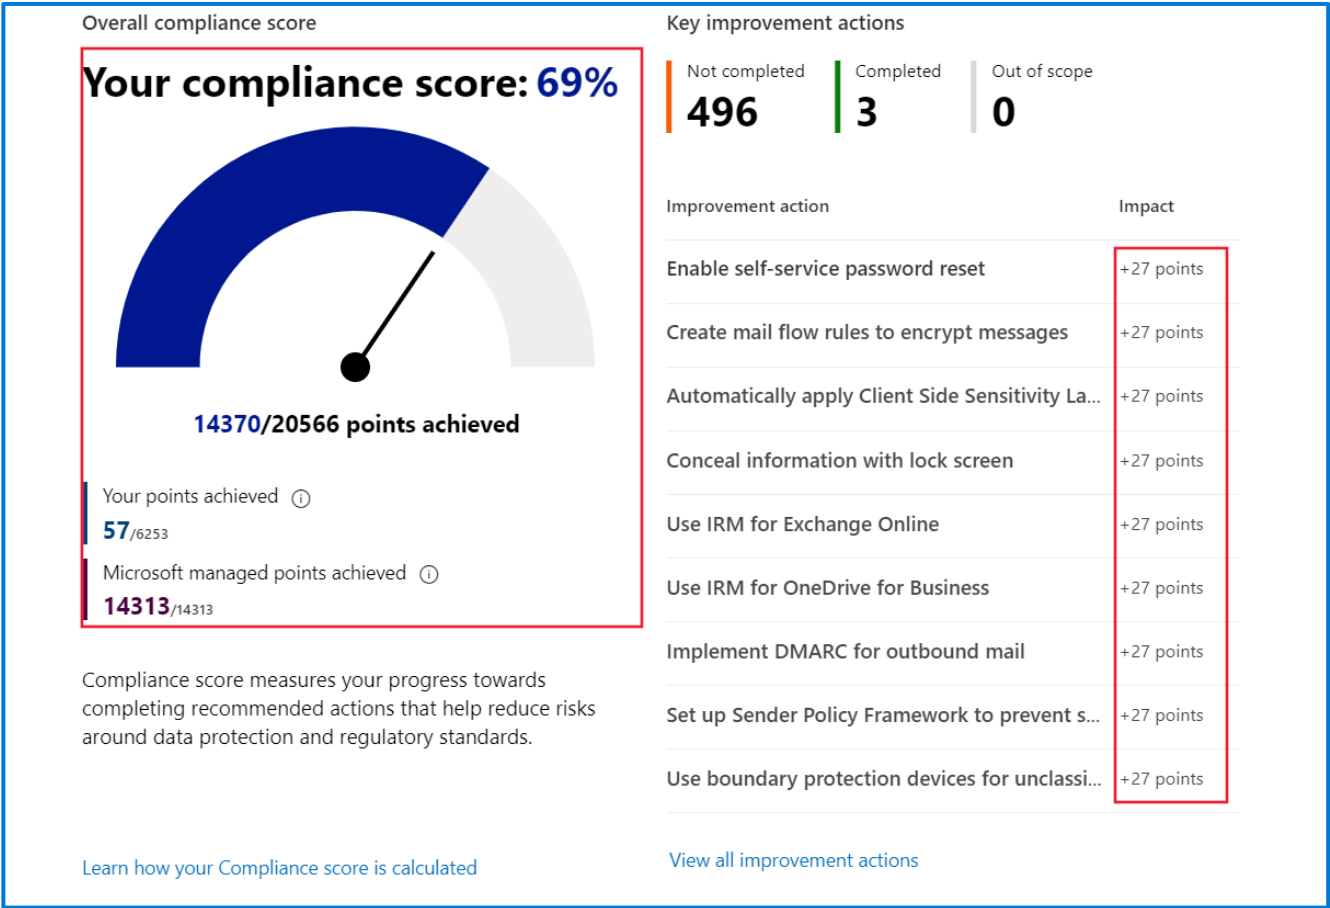 Overall compliance score
Your compliance score: 69%
14370/20566 points achieved
Your points achieved
57/6253
Microsoft managed points achieved
14313/14313
Compliance score measures your progress towards
completing recommended actions that help reduce risks
around data protection and regulatory standards.
Learn how your Compliance score is calculated
Key improvement actions
Not completed
496
Completed
3
Out of scope
0
Improvement action Impact
Enable self-service password reset +27 points
Create mail flow rules to encrypt messages +27 points
Automatically apply Client Side Sensitivity La... +27 points
Conceal information with lock screen +27 points
Use IRM for Exchange Online +27 points
Use IRM for OneDrive for Business +27 points
Implement DMARC for outbound mail +27 points
Set up Sender Policy Framework to prevent s... +27 points
Use boundary protection devices for unclassi... +27 points
View all improvement actions